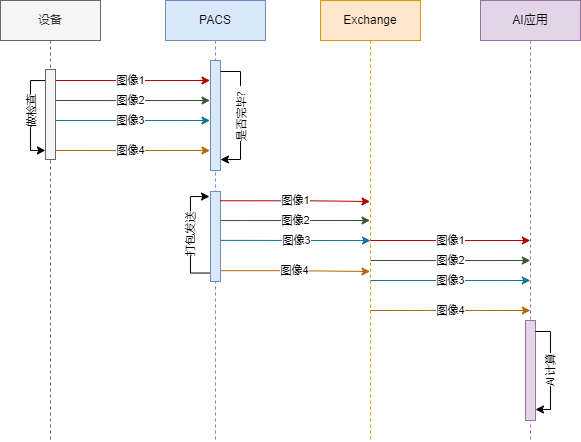 设备
PACS
Exchange
AI应用
做检查
图像1
图像2
图像3
图像4
是否完毕?
打包发送
图像1
图像2
图像3
图像4
图像1
图像2
图像3
图像4
AI 计算